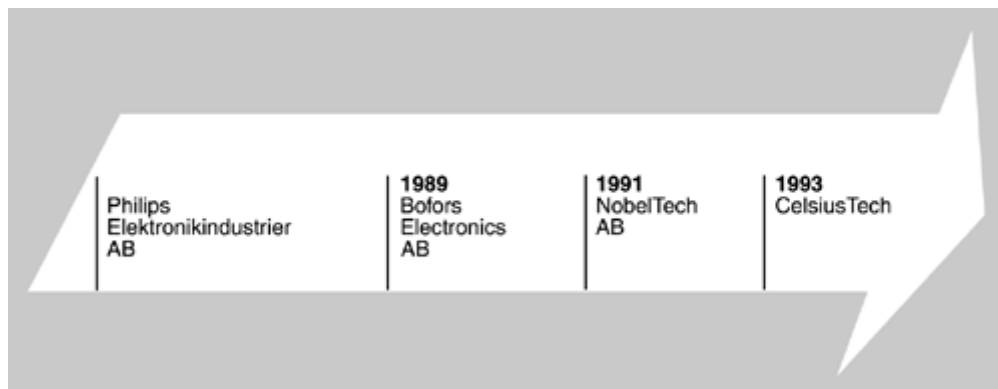 Philips
Elektronikindustrier
AB
1989
Bofors
Electronics
AB
1991
NobelTech
AB
1993
CelsiusTech